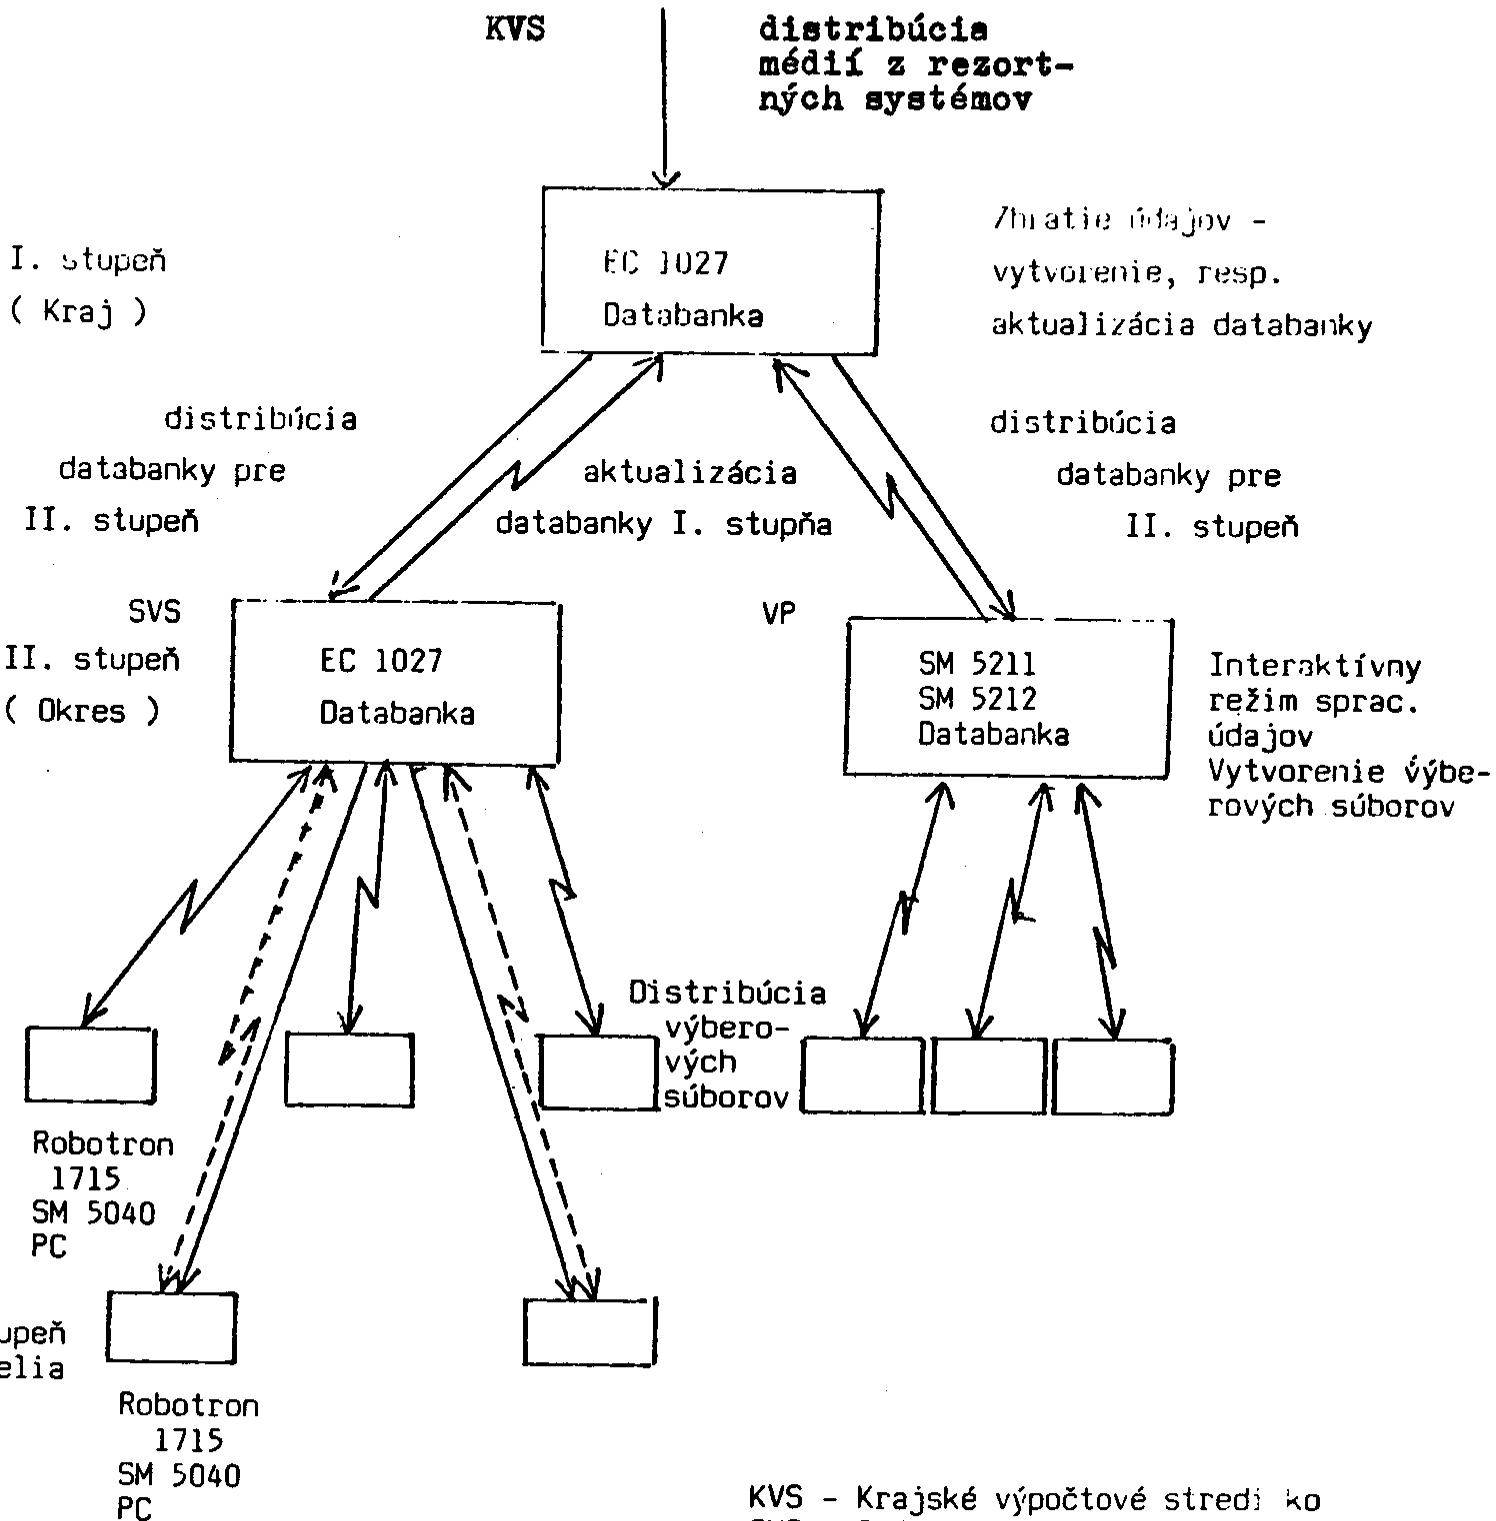 KVS
distribúcia
médií z rezort-
ných systémov
I. stupeň
( Kraj )
EC 1027
Databanka
údajov -
vytvorenie, resp.
aktualizácia databanky
distribúcia
databanky pre
II. stupeň
aktualizácia
databanky I. stupňa
distribúcia
databanky pre
II. stupeň
SVS
II. stupeň
( Okres )
EC 1027
Databanka
VP
SM 5211
SM 5212
Databanka
Interaktívny
režim sprac.
údajov
Vytvorenie výbe-
rových súborov
Distribúcia
výbero-
vých
súborov
Robotron
1715
SM 5040
PC
upeň
elia
Robotron
1715
SM 5040
PC
KVS - Krajské výpočtové stredisko